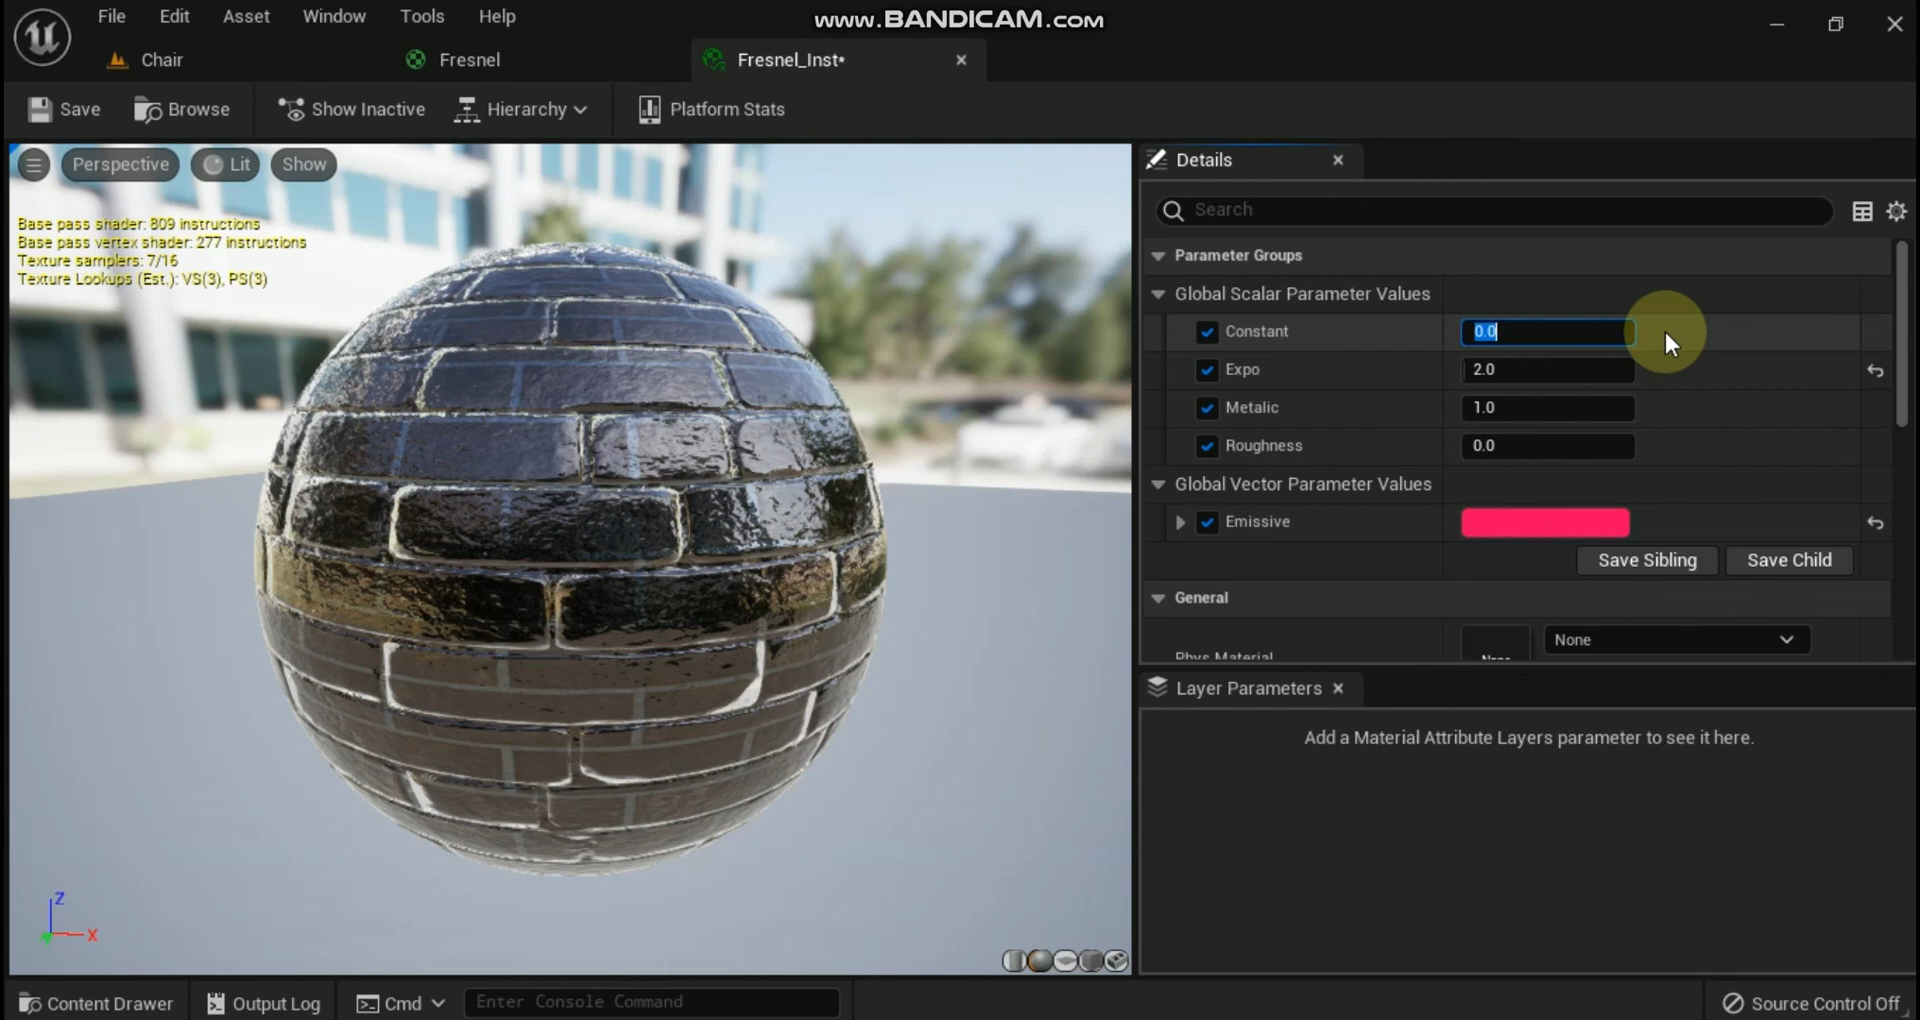 File Edit Asset Window Tools Help
www.BANDICAM.com
Chair Fresnel Fresnel_Inst*
Save Browse Show Inactive Hierarchy Platform Stats
Perspective Lit Show
Base pass shader: 809 instructions
Base pass vertex shader: 277 instructions
Texture samplers: 7/16
Texture Lookups (Est.): VS(3), PS(3)
Z
X
Details
Search
Parameter Groups
Global Scalar Parameter Values
Constant 0.0
Expo 2.0
Metalic 1.0
Roughness 0.0
Global Vector Parameter Values
Emissive
Save Sibling Save Child
General
Phys Material None None
Layer Parameters
Add a Material Attribute Layers parameter to see it here.
Content Drawer Output Log Cmd Enter Console Command Source Control Off